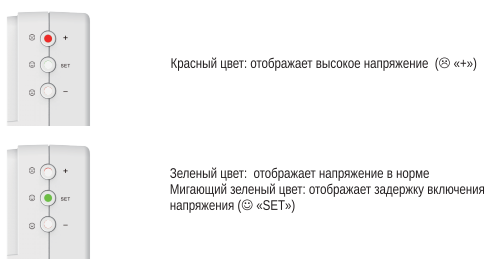 +
SET
–
Красный цвет: отображает высокое напряжение (☹ «+»)
+
SET
–
Зеленый цвет: отображает напряжение в норме
Мигающий зеленый цвет: отображает задержку включения
напряжения (☺ «SET»)